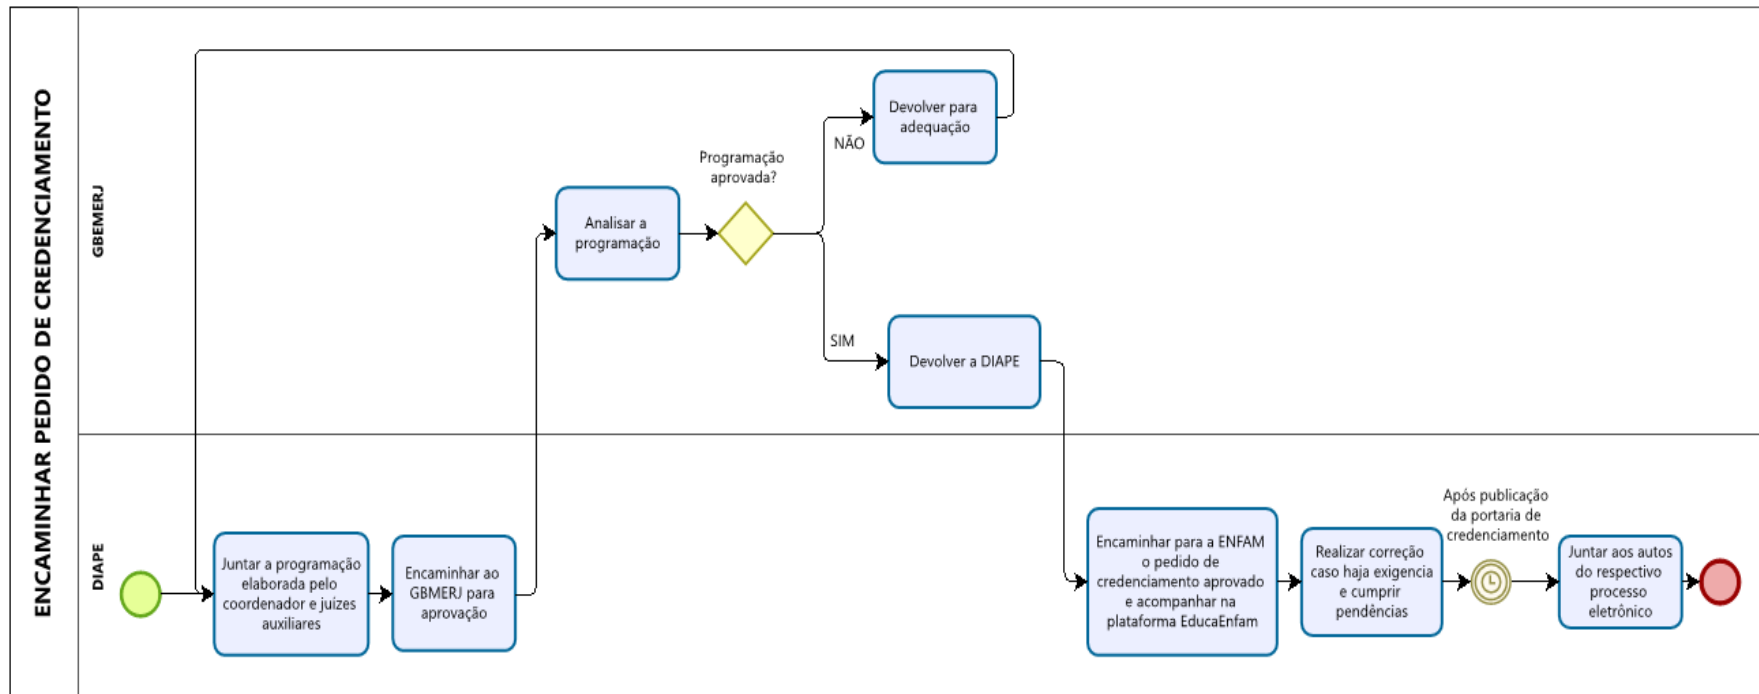 ENCAMINHAR PEDIDO DE CREDENCIAMENTO
GBEMERJ
Devolver para
adequação
NÃO
Programação
aprovada?
Analisar a
programação
SIM
Devolver a DIAPE
DIAPE
Juntar a programação
elaborada pelo
coordenador e juízes
auxiliares
Encaminhar ao
GBMERJ para
aprovação
Encaminhar para a ENFAM
o pedido de
credenciamento aprovado
e acompanhar na
plataforma EducaEnfam
Realizar correção
caso haja exigencia
e cumprir
pendências
Após publicação
da portaria de
credenciamento
Juntar aos autos
do respectivo
processo
eletrônico